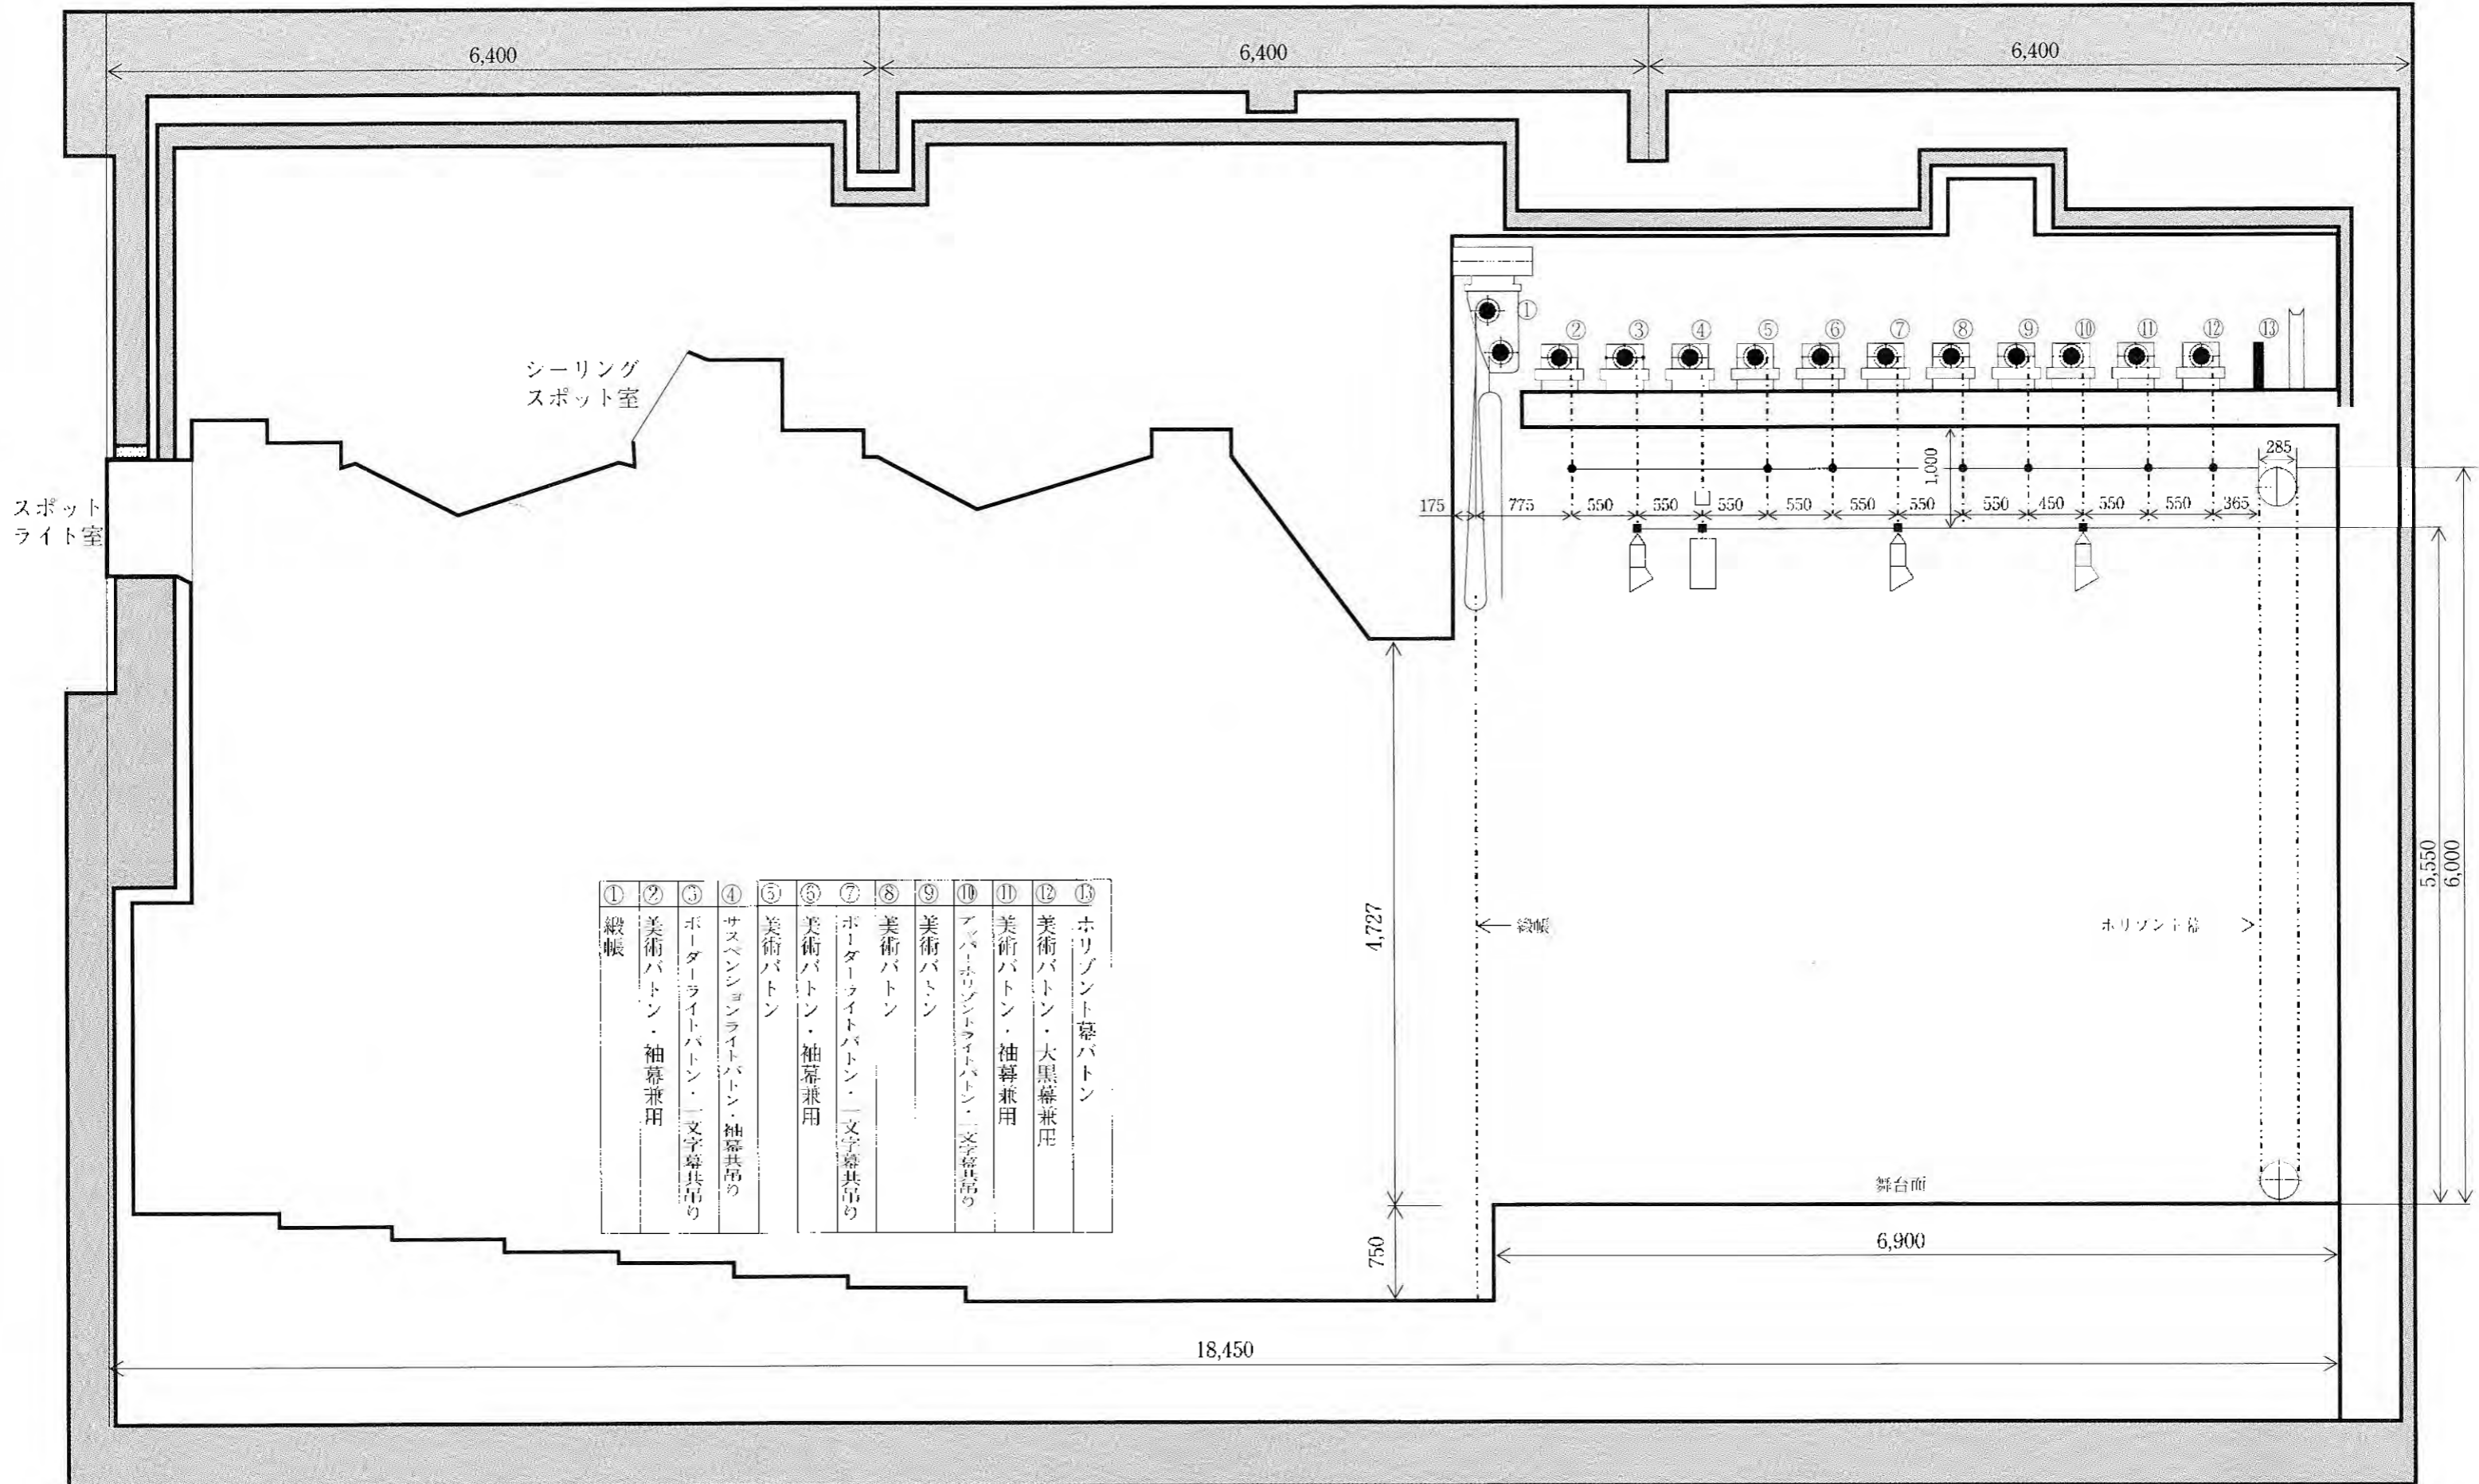 6,400
6,400
6,400
シーリング
スポット室
スポット
ライト室
①
②
③
④
⑤
⑥
⑦
⑧
⑨
⑩
⑪
⑫
⑬
285
1,000
175
775
550
550
550
550
550
550
550
450
550
550
365
5,550
6,000
4,727
750
① 緞帳
② 美術バトン・袖幕兼用
③ ボーダーライトバトン・一文字幕共吊り
④ サスペンションライトバトン・袖幕共吊り
⑤ 美術バトン
⑥ 美術バトン・袖幕兼用
⑦ ボーダーライトバトン・一文字幕共吊り
⑧ 美術バトン
⑨ 美術バトン
⑩ アッパーホリゾントライトバトン・一文字幕共吊り
⑪ 美術バトン・袖幕兼用
⑫ 美術バトン・大黒幕兼用
⑬ ホリゾント幕バトン
緞帳
ホリゾント幕
舞台面
6,900
18,450